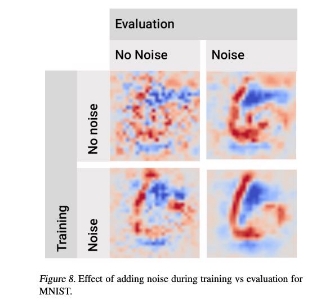 Evaluation
No Noise
Noise
Training
No noise
Noise
Figure 8. Effect of adding noise during training vs evaluation for
MNIST.